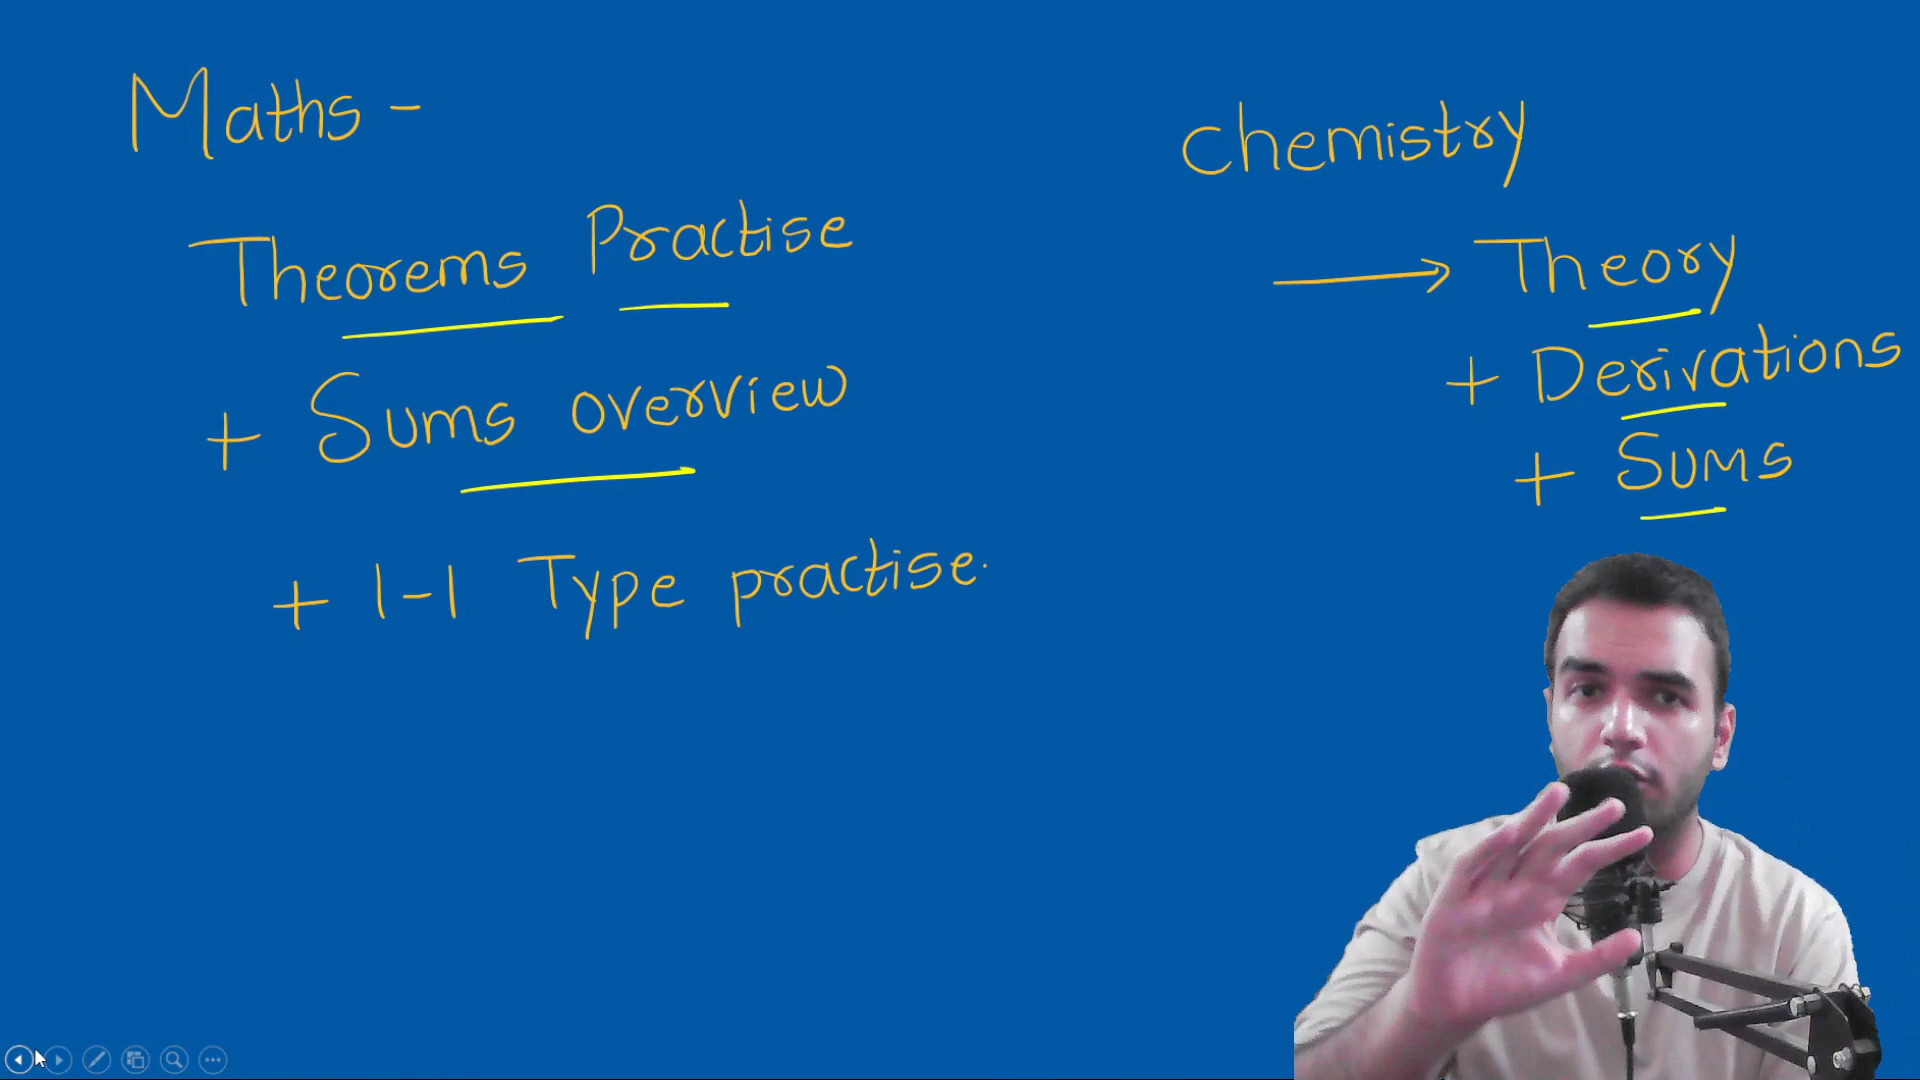 Maths -
Theorems Practise
+ Sums overview
+ 1-1 Type practise.
Chemistry
→ Theory
+ Derivations
+ Sums